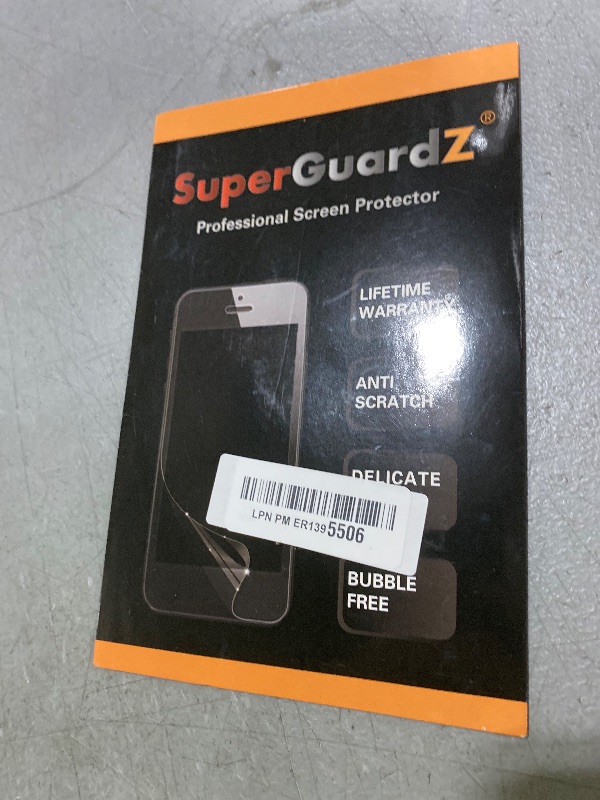 SuperGuardZ®
Professional Screen Protector
LIFETIME
WARRANTY
ANTI
SCRATCH
DELICATE
LPN PM ER1395506
BUBBLE
FREE